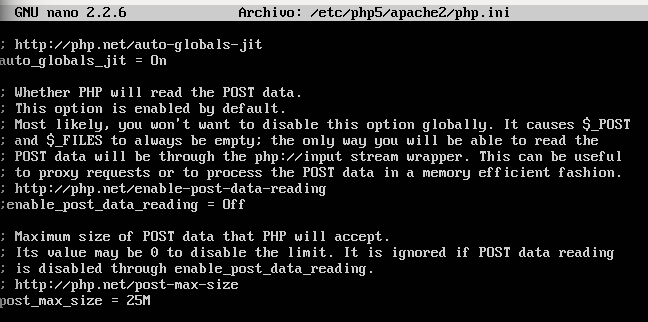 GNU nano 2.2.6 Archivo: /etc/php5/apache2/php.ini
; http://php.net/auto-globals-jit
auto_globals_jit = On
; Whether PHP will read the POST data.
; This option is enabled by default.
; Most likely, you won't want to disable this option globally. It causes $_POST
; and $_FILES to always be empty; the only way you will be able to read the
; POST data will be through the php://input stream wrapper. This can be useful
; to proxy requests or to process the POST data in a memory efficient fashion.
; http://php.net/enable-post-data-reading
;enable_post_data_reading = Off
; Maximum size of POST data that PHP will accept.
; Its value may be 0 to disable the limit. It is ignored if POST data reading
; is disabled through enable_post_data_reading.
; http://php.net/post-max-size
post_max_size = 25M